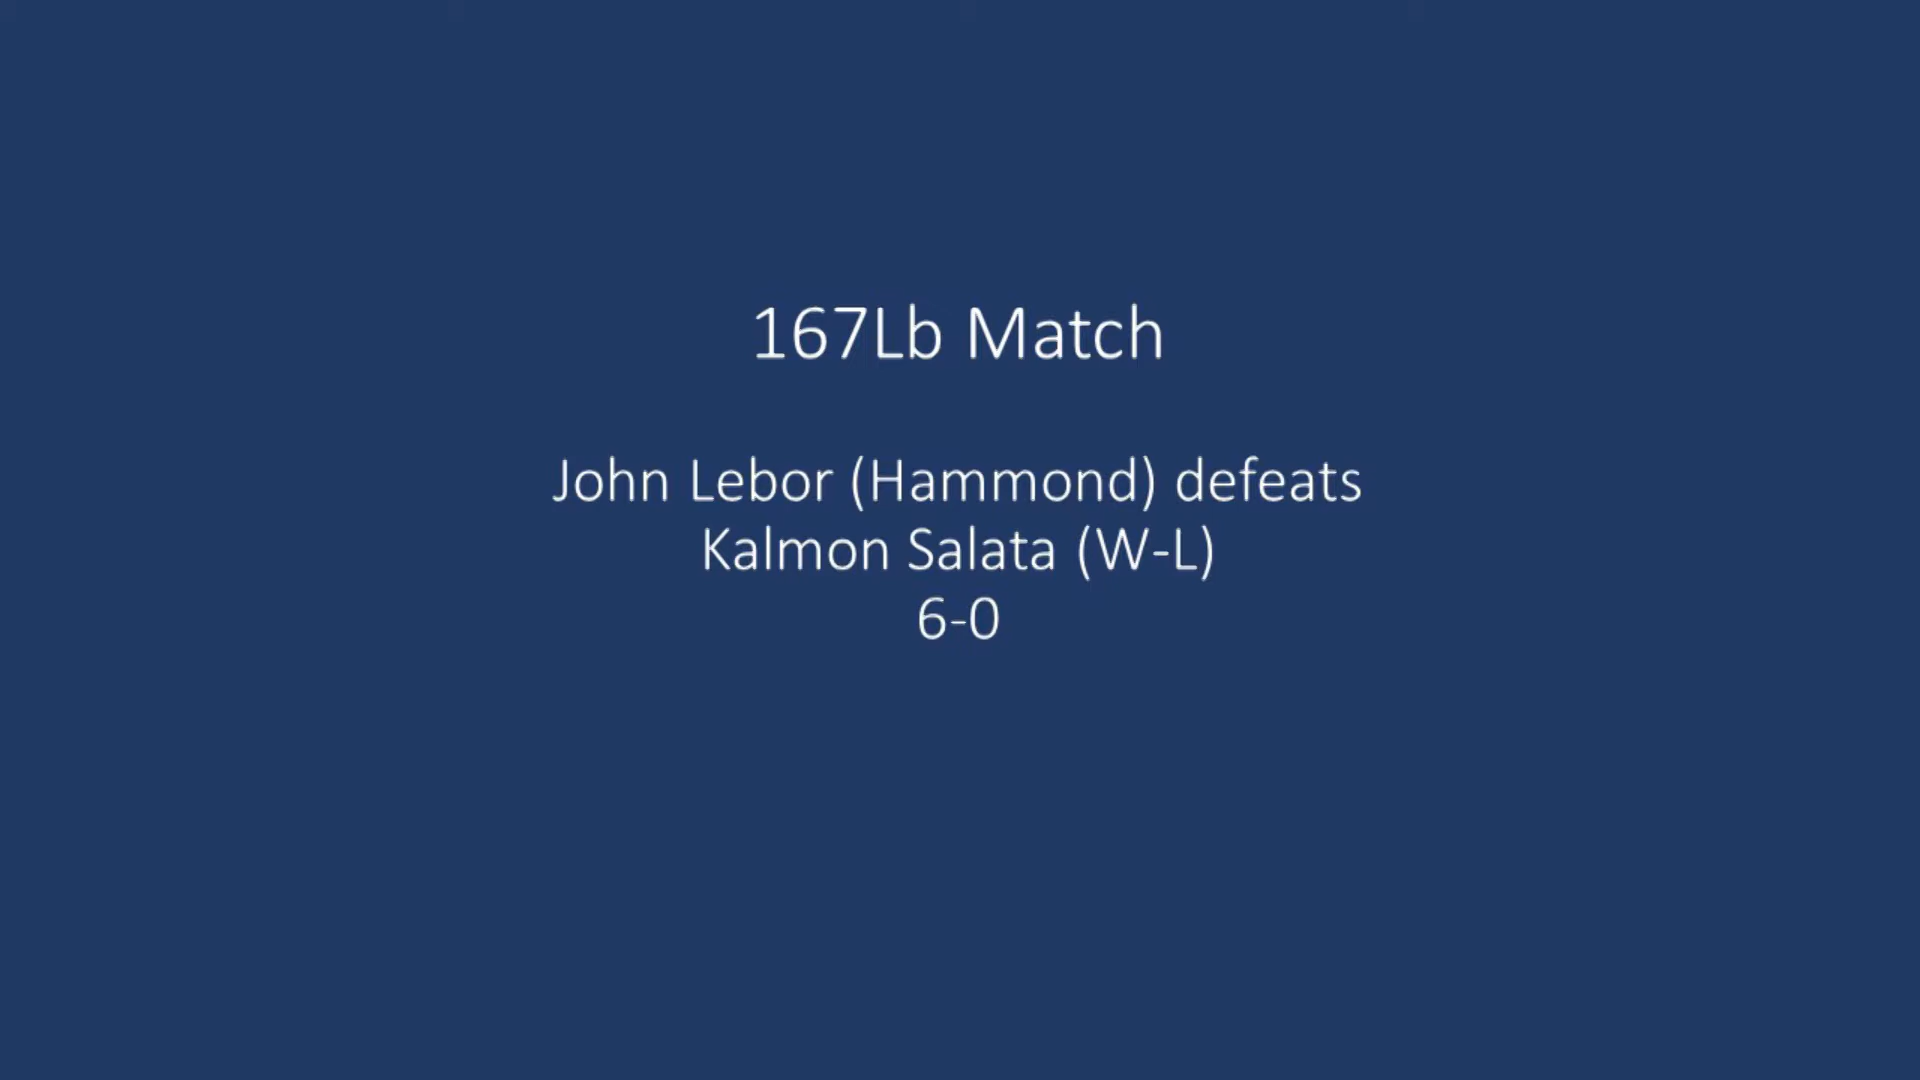 167Lb Match
John Lebor (Hammond) defeats
Kalmon Salata (W-L)
6-0